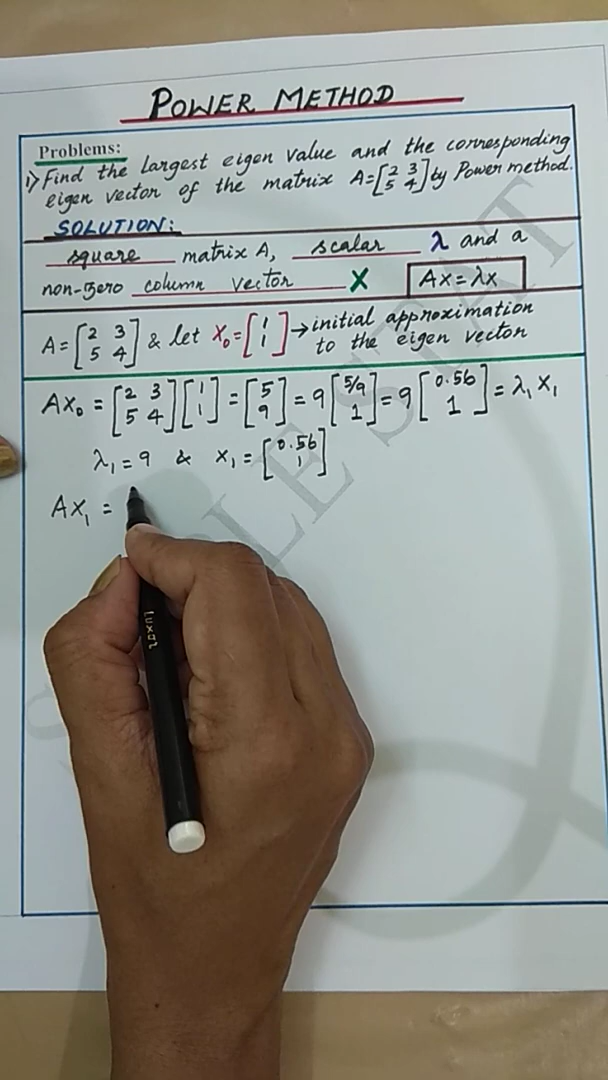 POWER METHOD
Problems:
1) Find the Largest eigen value and the corresponding
eigen vector of the matrix A=[2 3 5 4] by Power method.
SOLUTION:
square matrix A, scalar λ and a
non-zero column vector X Ax=λx
A=[2 3 5 4] & let X₀=[1 1] → initial approximation
to the eigen vector
AX₀ = [2 3 5 4][1 1] = [5 9] = 9[5/9 1] = 9[0.56 1] = λ₁ X₁
λ₁ = 9 & X₁ = [0.56 1]
AX₁ =
LUXOR